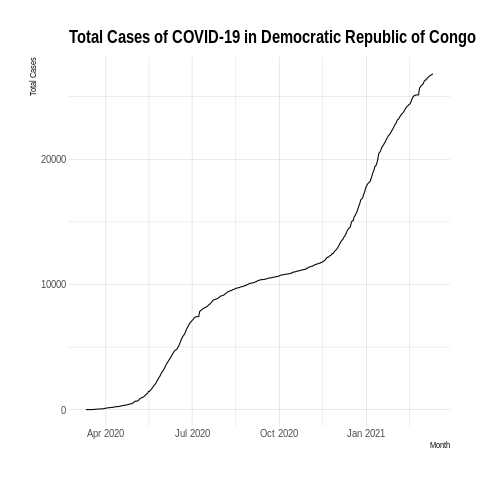 Total Cases of COVID-19 in Democratic Republic of Congo
Total Cases
20000
10000
0
Apr 2020
Jul 2020
Oct 2020
Jan 2021
Month